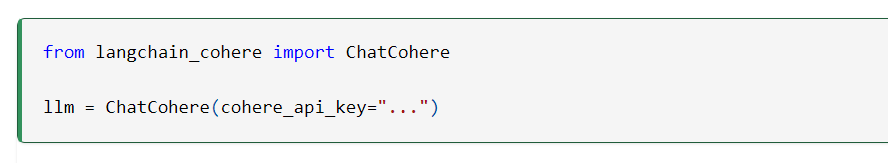 from langchain_cohere import ChatCohere
llm = ChatCohere(cohere_api_key="...")